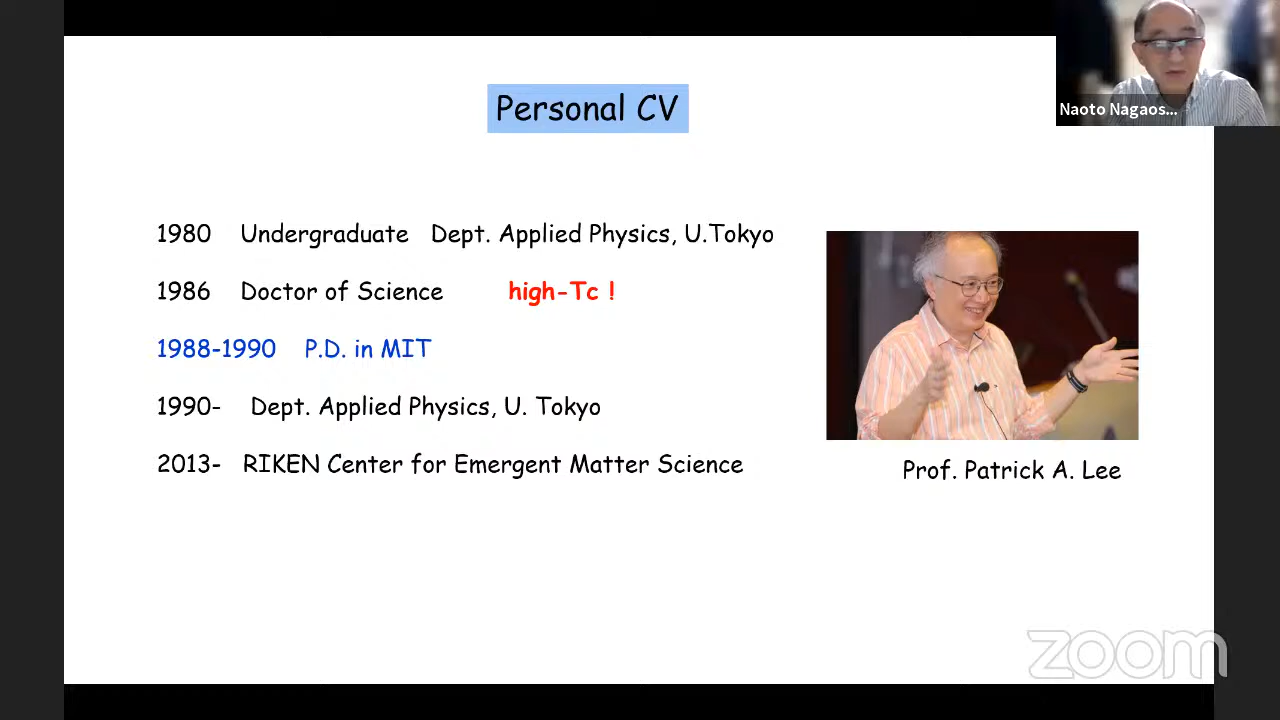 Personal CV
Naoto Nagaos...
1980 Undergraduate Dept. Applied Physics, U.Tokyo
1986 Doctor of Science high-Tc !
1988-1990 P.D. in MIT
1990- Dept. Applied Physics, U. Tokyo
2013- RIKEN Center for Emergent Matter Science
Prof. Patrick A. Lee
zoom